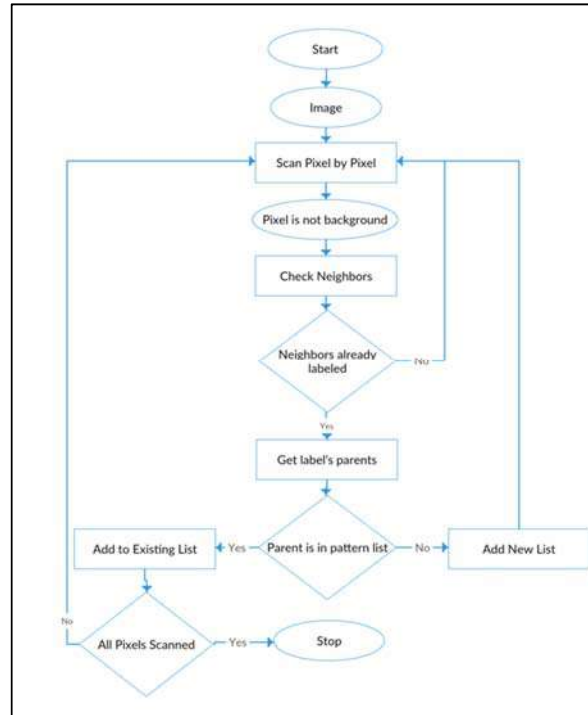 Start
Image
Scan Pixel by Pixel
Pixel is not background
Check Neighbors
Neighbors already
labeled
No
Yes
Get label's parents
Add to Existing List
Yes
Parent is in pattern list
No
Add New List
No
All Pixels Scanned
Yes
Stop